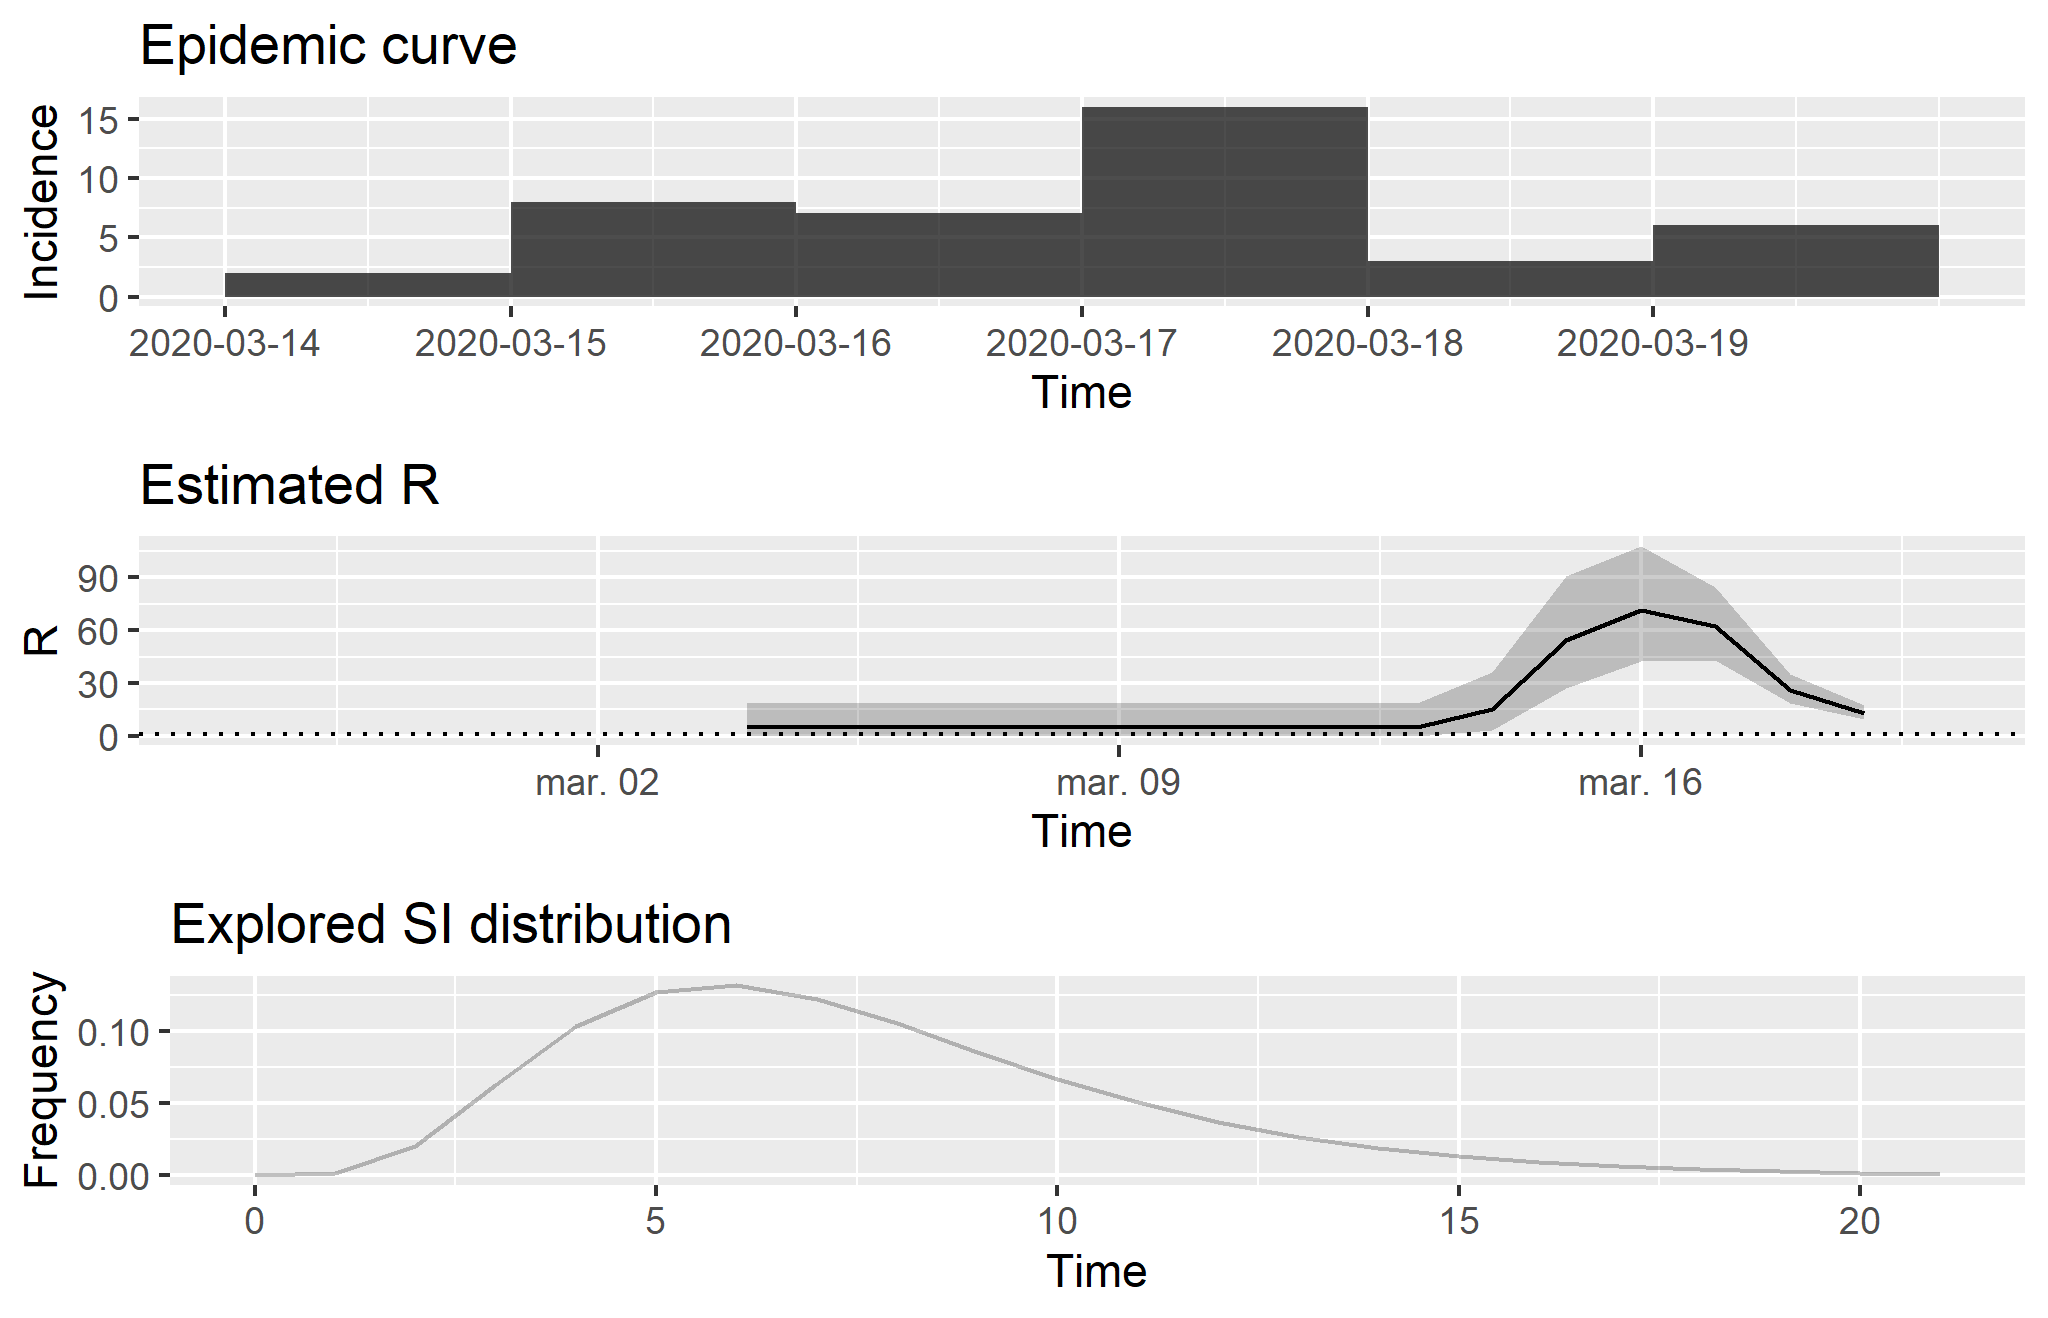 Epidemic curve
Incidence
15
10
5
0
2020-03-14 2020-03-15 2020-03-16 2020-03-17 2020-03-18 2020-03-19
Time
Estimated R
R
90
60
30
0
mar. 02 mar. 09 mar. 16
Time
Explored SI distribution
Frequency
0.10
0.05
0.00
0 5 10 15 20
Time